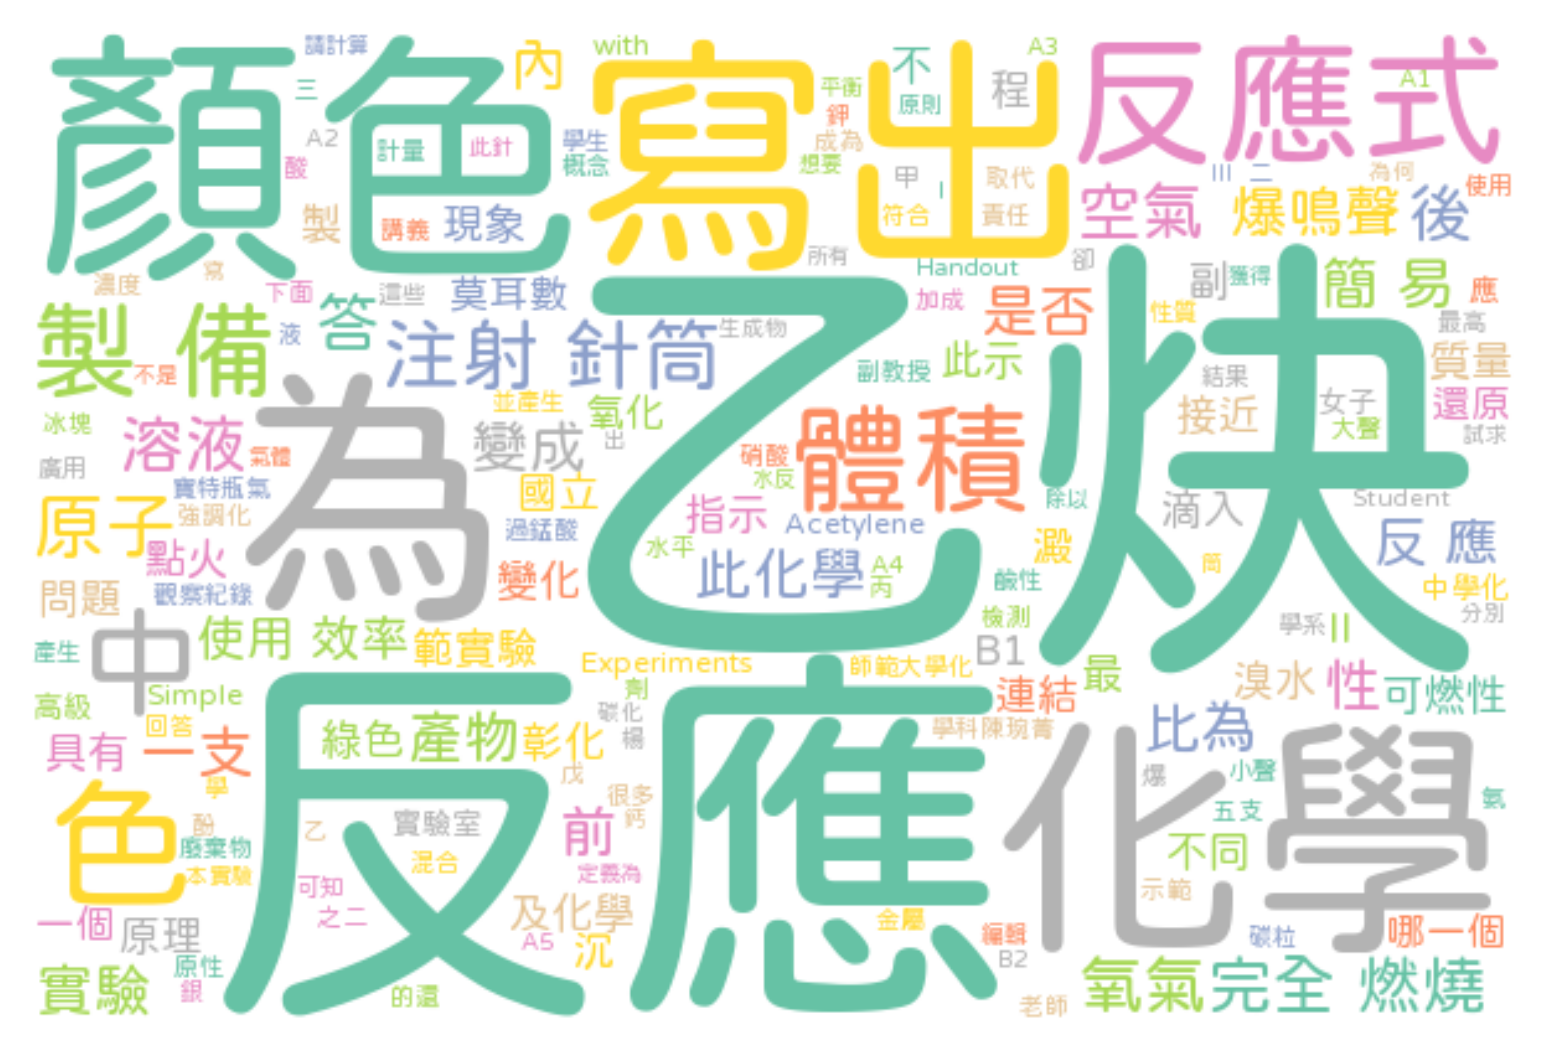 顏色
寫出
反應式
乙炔
反應
為
化學
請計算
三
內
with
不
程
A3
A1
平衡
原則
鉀
A2
酸
計量
此針
學生
概念
成為
想要
甲
I
取代
符合
責任
III
二
為何
使用
製
講義
現象
空氣
爆鳴聲
後
濃度
寫
下面
這些
莫耳數
所有
Handout
卻
副
獲得
簡 易
應
製 備
液
答
注射 針筒
生成物
加成
是否
性質
最高
不是
副教授
此示
結果
質量
冰塊
溶液
氣體
並產生
氧化
變成
出
硝酸
水反
體積
接近
女子
大聲
還原
試求
廣用
寶特瓶氣
強調化
國立
過錳酸
指示
Acetylene
除以
滴入
Student
原子
點火
水平
此化學
A4
丙
澱
鹼性
筒
反 應
問題
觀察紀錄
變化
檢測
中學化
分別
學系
II
中
產生
使用 效率
範實驗
Experiments
師範大學化
B1
最
溴水
性
可燃性
高級
Simple
回答
劑
碳化
楊
連結
學科陳琬菁
比為
具有
一支
綠色
產物
彰化
戊
爆
小聲
學
很多
鈣
五支
氨
色
酚
廢棄物
本實驗
乙
實驗室
混合
前
定義為
不同
示範
可知
之二
及化學
金屬
一個
原理
A5
沉
編輯
B2
碳粒
哪一個
實驗
原性
銀
的還
老師
氧氣
完全 燃燒